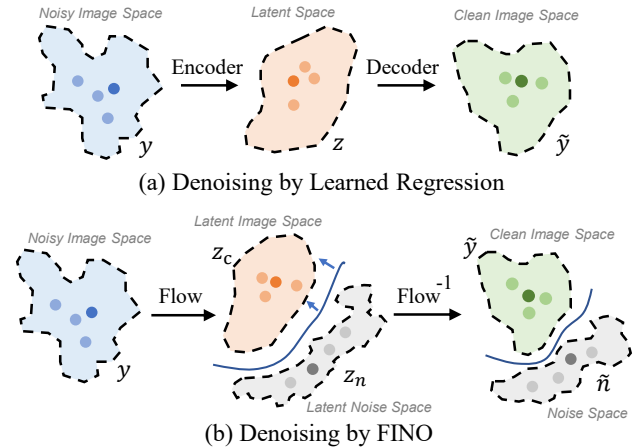 Noisy Image Space
Latent Space
Clean Image Space
Encoder
Decoder
y
z
ỹ
(a) Denoising by Learned Regression
Noisy Image Space
Latent Image Space
Clean Image Space
z_c
ỹ
Flow
Flow⁻¹
y
z_n
ñ
Latent Noise Space
Noise Space
(b) Denoising by FINO